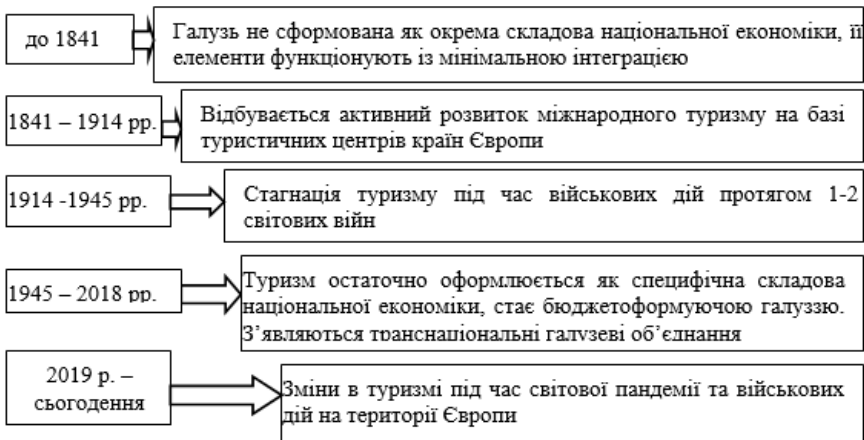 до 1841
Галузь не сформована як окрема складова національної економіки, її
елементи функціонують із мінімальною інтеграцією
1841 – 1914 рр.
Відбувається активний розвиток міжнародного туризму на базі
туристичних центрів країн Європи
1914 -1945 рр.
Стагнація туризму під час військових дій протягом 1-2
світових війн
1945 – 2018 рр.
Туризм остаточно оформлюється як специфічна складова
національної економіки, стає бюджетоформуючою галуззю.
З’являються транснаціональні галузеві об’єднання
2019 р. –
сьогодення
Зміни в туризмі під час світової пандемії та військових
дій на території Європи